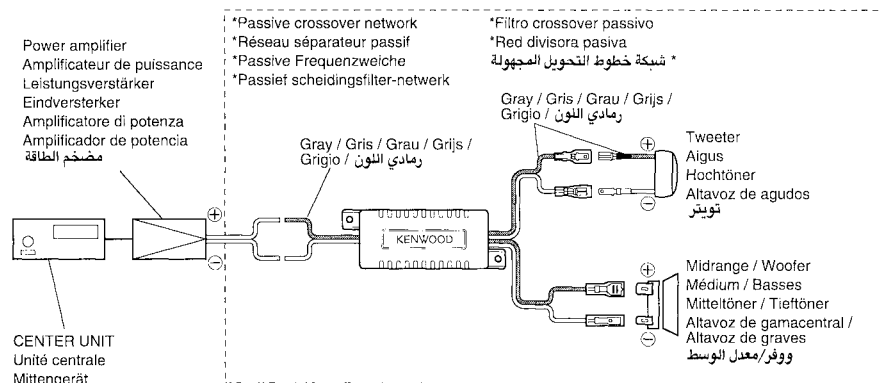 *Passive crossover network
*Réseau séparateur passif
*Passive Frequenzweiche
*Passief scheidingsfilter-netwerk
*Filtro crossover passivo
*Red divisora pasiva
* شبكة خطوط التحويل المجهولة
Power amplifier
Amplificateur de puissance
Leistungsverstärker
Eindversterker
Amplificatore di potenza
Amplificador de potencia
مضخم الطاقة
Gray / Gris / Grau / Grijs /
Grigio / رمادي اللون
Gray / Gris / Grau / Grijs /
Grigio / رمادي اللون
⊕
Tweeter
Aigus
Hochtöner
Altavoz de agudos
تويتر
⊖
⊕
⊖
KENWOOD
⊕
Midrange / Woofer
Médium / Basses
Mitteltöner / Tieftöner
Altavoz de gamacentral /
Altavoz de graves
ووفر/معدل الوسط
⊖
CENTER UNIT
Unité centrale
Mittengerät